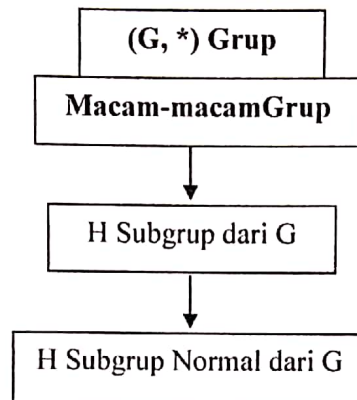 (G, *) Grup
Macam-macamGrup
H Subgrup dari G
H Subgrup Normal dari G